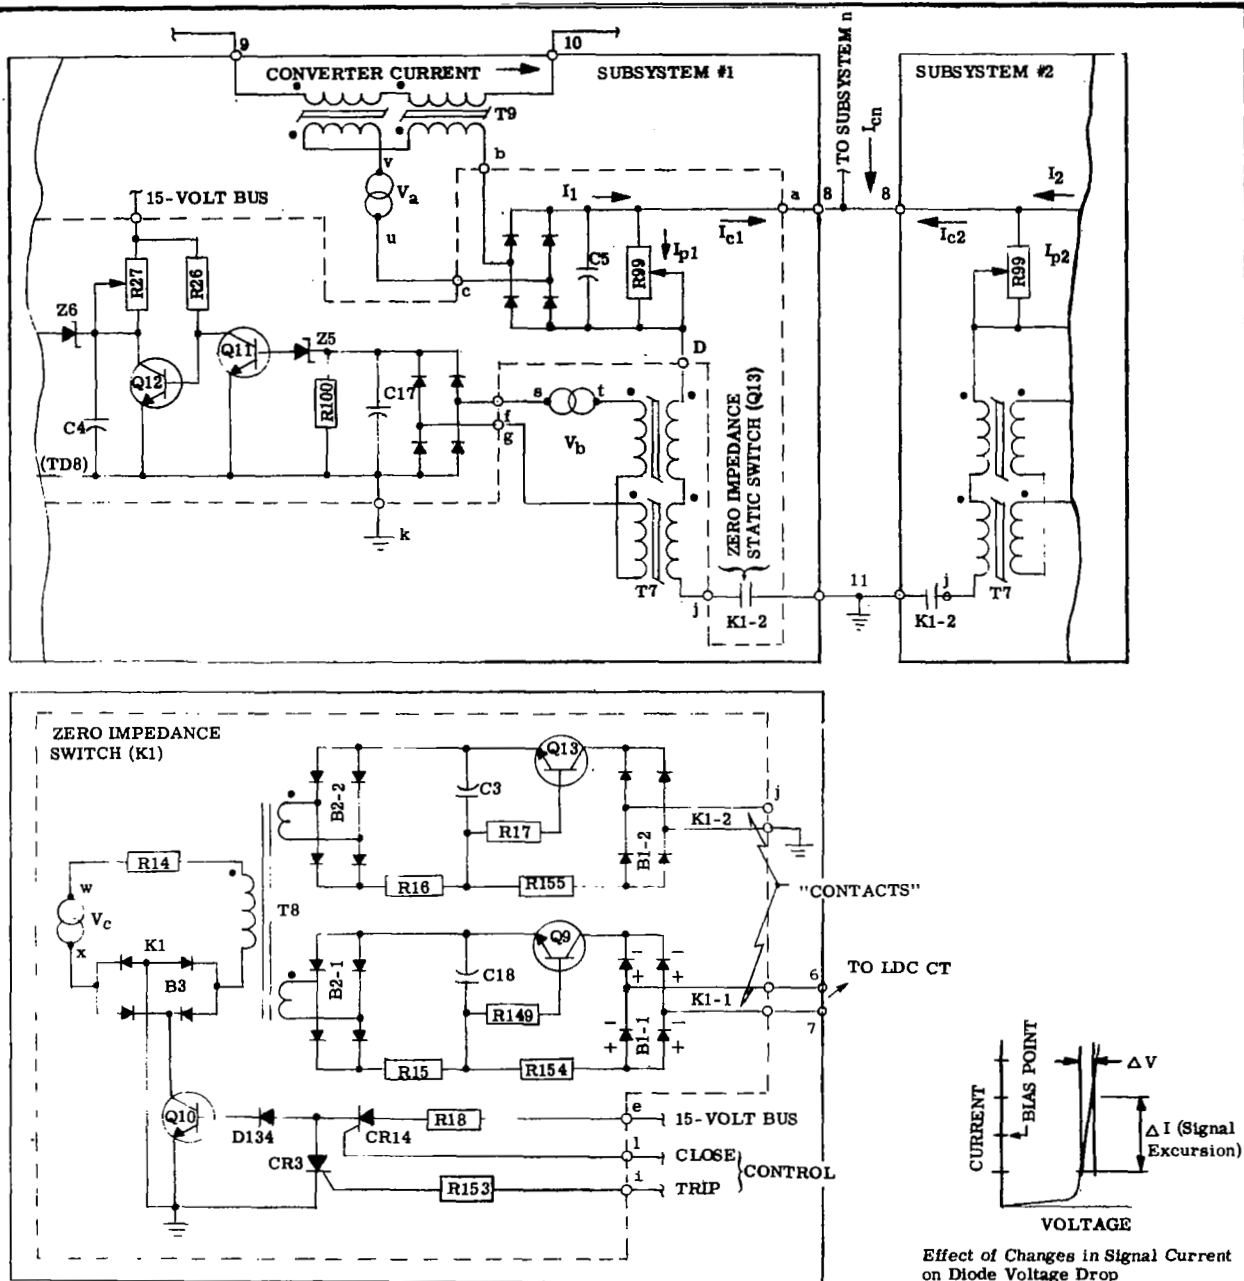 9
10
CONVERTER CURRENT
SUBSYSTEM #1
TO SUBSYSTEM n
Icn
SUBSYSTEM #2
T9
b
v
Va
u
c
15-VOLT BUS
I1
a
8
8
I2
Ic1
Ic2
R27
R26
C5
R99
Ip1
R99
Ip2
Z6
Q11
Z5
D
Q12
R100
C17
s
t
f
g
Vb
C4
(TD8)
k
ZERO IMPEDANCE
STATIC SWITCH (Q13)
T7
j
K1-2
11
j
K1-2
T7
ZERO IMPEDANCE
SWITCH (K1)
Q13
B2-2
C3
R17
j
K1-2
B1-2
R14
R16
R155
"CONTACTS"
w
Vc
x
T8
K1
B3
Q9
B2-1
C18
R149
− −
+ +
6
TO LDC CT
K1-1
7
− −
+ +
B1-1
R15
R154
Q10
D134
CR14
R18
e
15-VOLT BUS
l
CLOSE
CONTROL
CR3
R153
i
TRIP
CURRENT
BIAS POINT
ΔV
ΔI (Signal
Excursion)
VOLTAGE
Effect of Changes in Signal Current
on Diode Voltage Drop